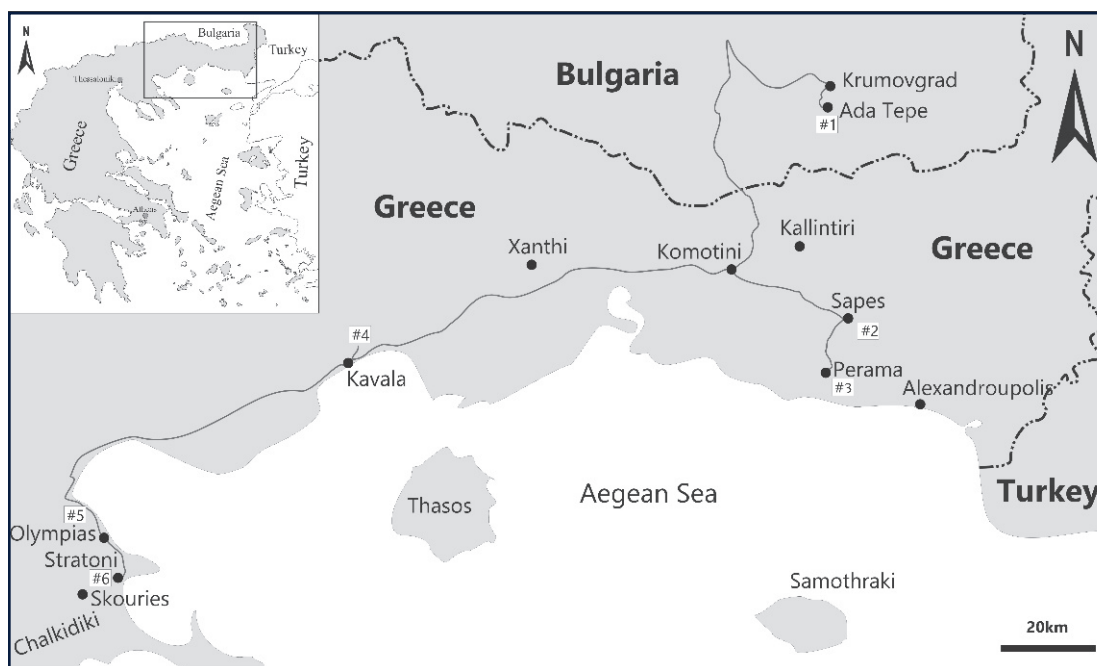 N
Bulgaria
Turkey
Thessaloniki
Greece
Aegean Sea
Turkey
Athens
Bulgaria
Krumovgrad
Ada Tepe
#1
N
Greece
Xanthi
Komotini
Kallintiri
Greece
Sapes
#2
#4
Kavala
Perama
#3
Alexandroupolis
Aegean Sea
Thasos
Turkey
#5
Olympias
Stratoni
#6
Skouries
Chalkidiki
Samothraki
20km